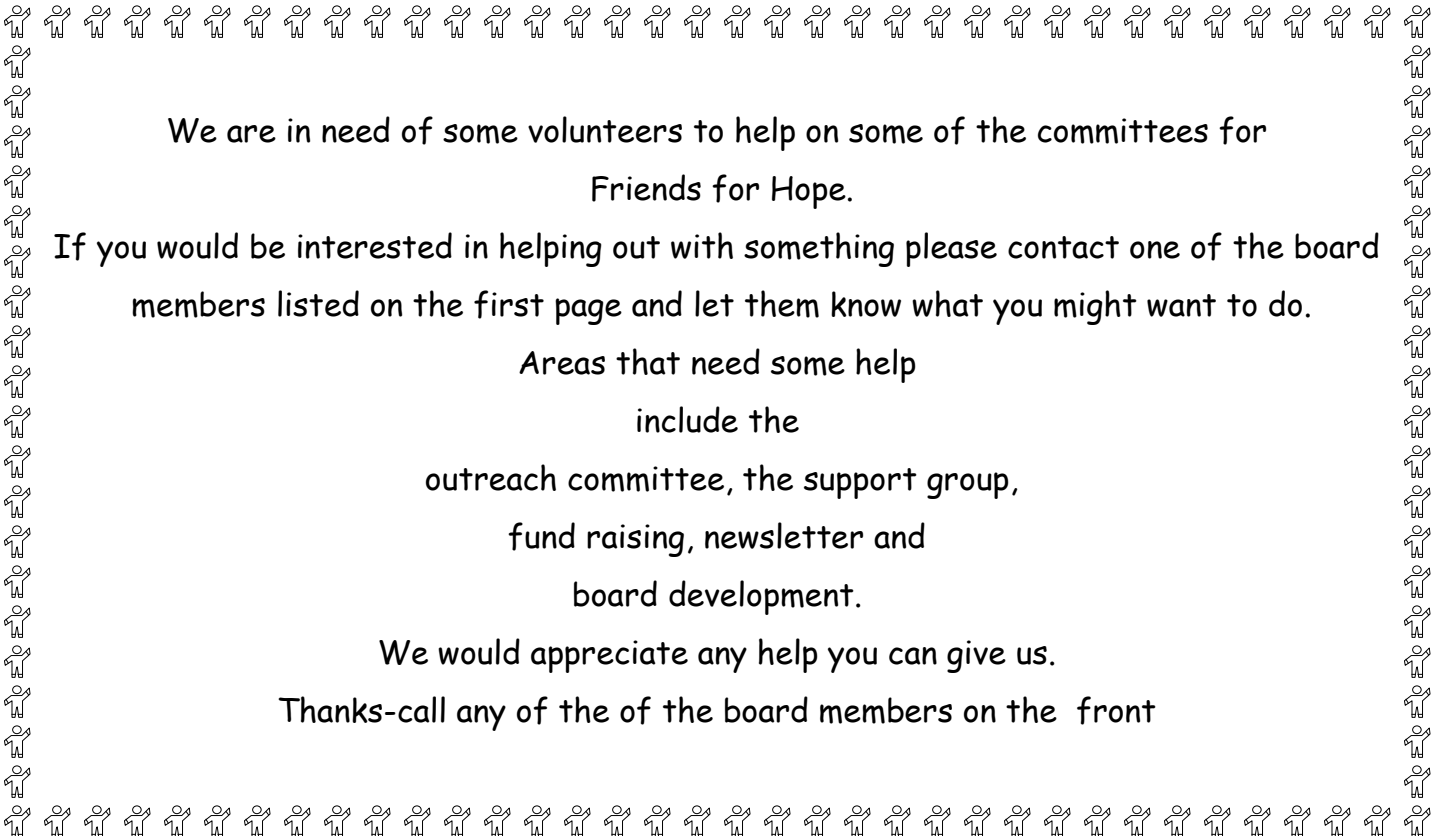 We are in need of some volunteers to help on some of the committees for
Friends for Hope.
If you would be interested in helping out with something please contact one of the board
members listed on the first page and let them know what you might want to do.
Areas that need some help
include the
outreach committee, the support group,
fund raising, newsletter and
board development.
We would appreciate any help you can give us.
Thanks-call any of the of the board members on the  front